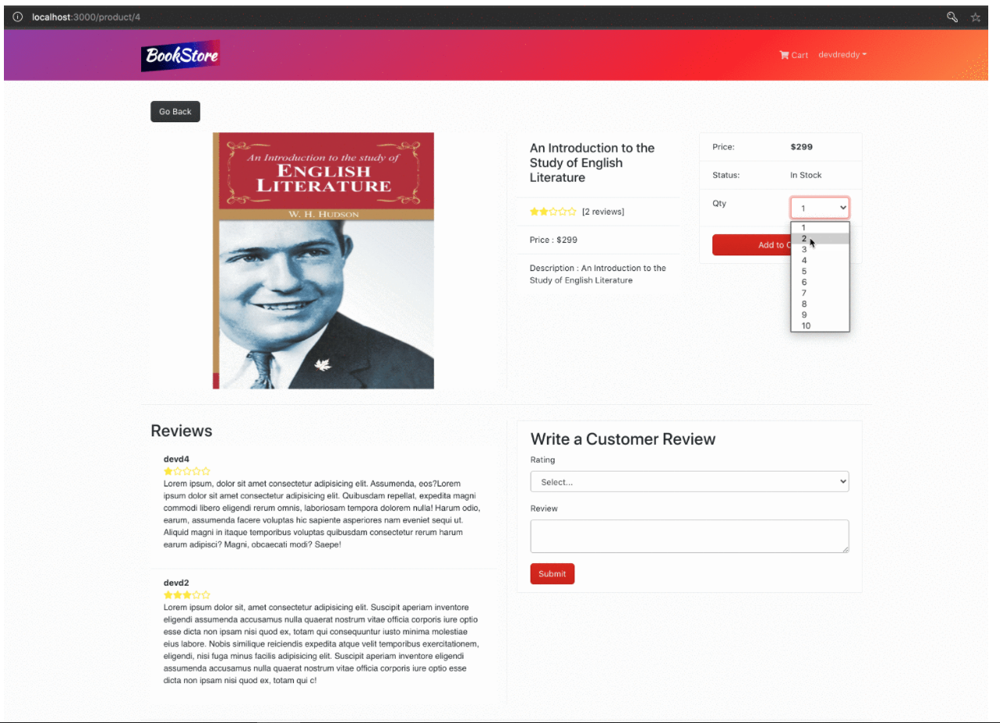 localhost:3000/product/4
BookStore
Cart devdreddy
Go Back
An Introduction to the study of
ENGLISH
LITERATURE
W. H. HUDSON
An Introduction to the
Study of English
Literature
[2 reviews]
Price : $299
Description : An Introduction to the
Study of English Literature
Price: $299
Status: In Stock
Qty 1
1
2
3
4
5
6
7
8
9
10
Add to
Reviews
devd4
Lorem ipsum, dolor sit amet consectetur adipisicing elit. Assumenda, eos?Lorem
ipsum dolor sit amet consectetur adipisicing elit. Quibusdam repellat, expedita magni
commodi libero eligendi rerum omnis, laboriosam tempora dolorem nulla! Harum odio,
earum, assumenda facere voluptas hic sapiente asperiores nam eveniet sequi ut.
Aliquid magni in itaque temporibus voluptas quibusdam consectetur rerum harum
earum adipisci? Magni, obcaecati modi? Saepe!
devd2
Lorem ipsum dolor sit, amet consectetur adipisicing elit. Suscipit aperiam inventore
eligendi assumenda accusamus nulla quaerat nostrum vitae officia corporis iure optio
esse dicta non ipsam nisi quod ex, totam qui consequuntur iusto minima molestiae
eius labore. Nobis similique reiciendis expedita atque velit temporibus exercitationem,
eligendi, nisi fuga minus facilis adipisicing elit. Suscipit aperiam inventore eligendi
assumenda accusamus nulla quaerat nostrum vitae officia corporis iure optio esse
dicta non ipsam nisi quod ex, totam qui c!
Write a Customer Review
Rating
Select...
Review
Submit